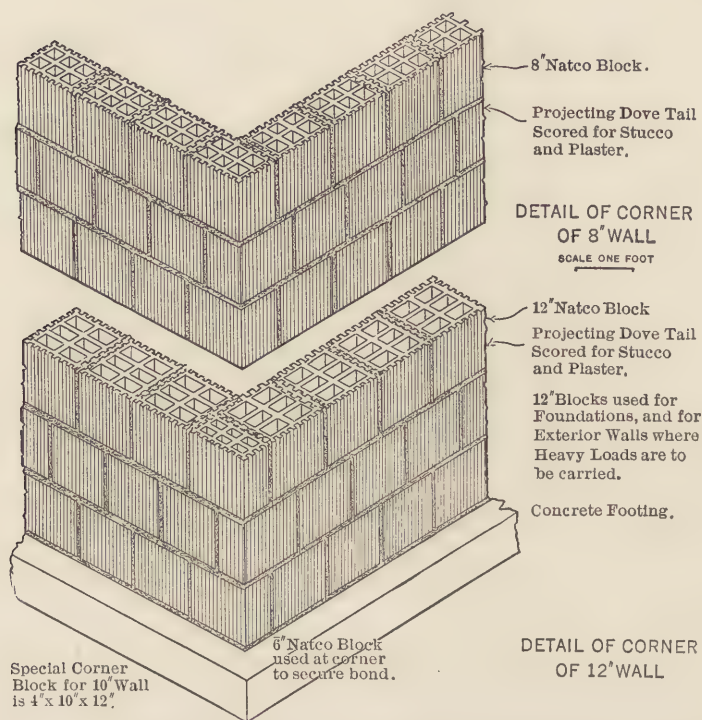 8″ Natco Block.
Projecting Dove Tail
Scored for Stucco
and Plaster.
DETAIL OF CORNER
OF 8″ WALL
SCALE ONE FOOT
12″ Natco Block
Projecting Dove Tail
Scored for Stucco
and Plaster.
12″ Blocks used for
Foundations, and for
Exterior Walls where
Heavy Loads are to
be carried.
Concrete Footing.
6″ Natco Block
used at corner
to secure bond.
Special Corner
Block for 10″ Wall
is 4″ x 10″ x 12″.
DETAIL OF CORNER
OF 12″ WALL